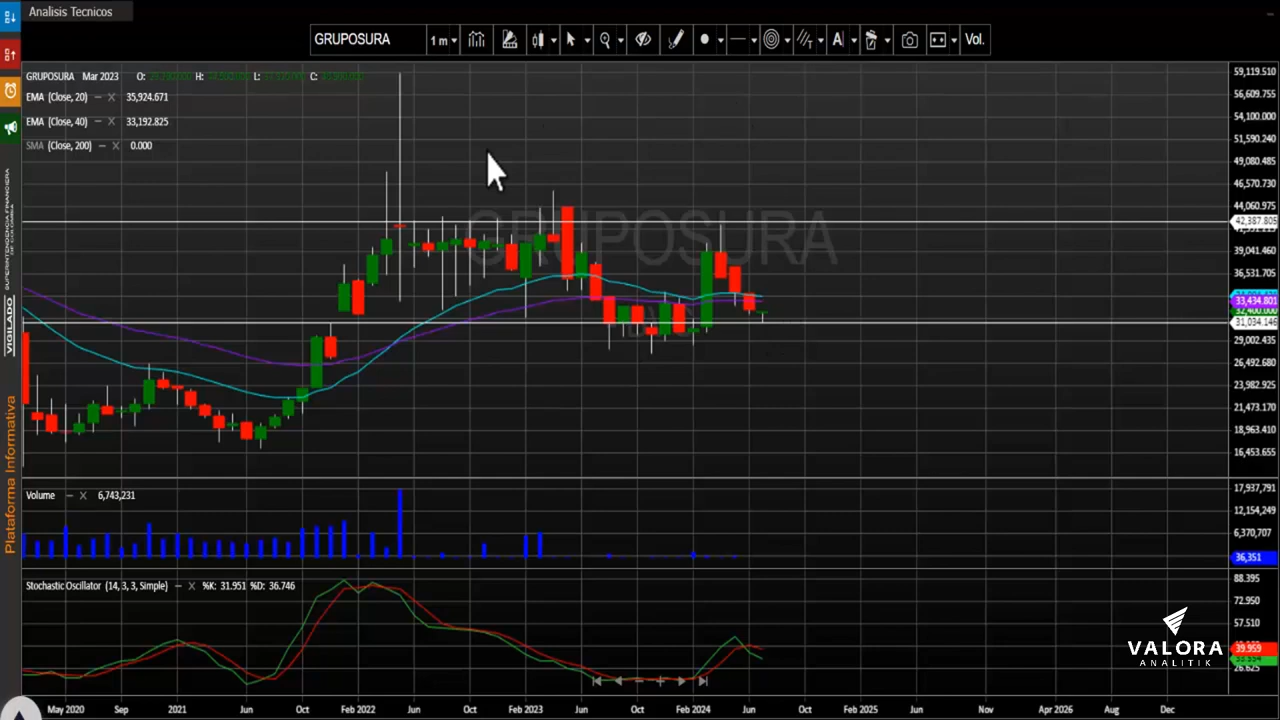 Analisis Tecnicos
GRUPOSURA
1 m
A
Vol.
GRUPOSURA Mar 2023 O: H: L: C:
EMA (Close, 20) 35,924.671
EMA (Close, 40) 33,192.825
SMA (Close, 200) 0.000
GRUPOSURA
59,119.510
56,609.755
54,100.000
51,590.240
49,080.485
46,570.730
44,060.975
42,387.805
39,041.460
36,531.705
33,434.801
31,034.146
29,002.435
26,492.680
23,982.925
21,473.170
18,963.410
16,453.655
Volume 6,743,231
17,937,791
12,154,249
6,370,707
36,351
Stochastic Oscillator (14, 3, 3, Simple) %K: 31.951 %D: 36.746
88.395
72.950
57.510
39.959
26.625
VIGILADO SUPERINTENDENCIA FINANCIERA DE COLOMBIA
Plataforma Informativa
VALORA
ANALITIK
May 2020 Sep 2021 Jun Oct Feb 2022 Jun Oct Feb 2023 Jun Oct Feb 2024 Jun Oct Feb 2025 Jun Nov Apr 2026 Aug Dec